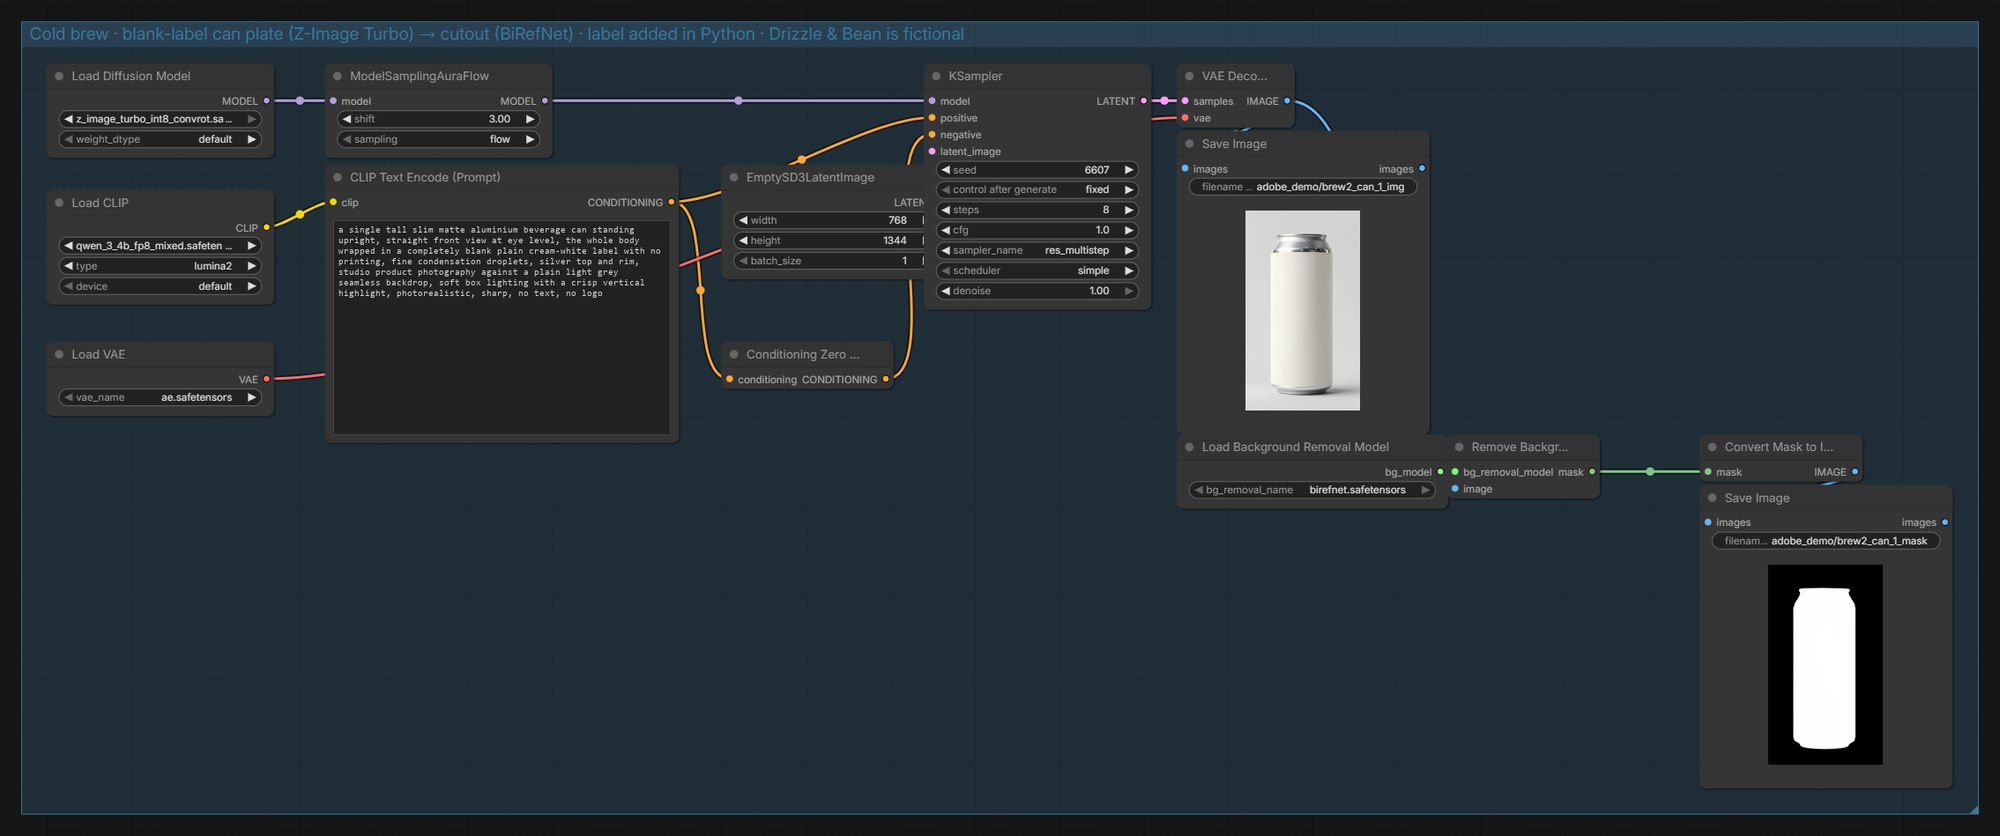 Cold brew · blank-label can plate (Z-Image Turbo) → cutout (BiRefNet) · label added in Python · Drizzle & Bean is fictional
Load Diffusion Model
MODEL
z_image_turbo_int8_convrot.sa...
weight_dtype default
ModelSamplingAuraFlow
model MODEL
shift 3.00
sampling flow
Load CLIP
CLIP
qwen_3_4b_fp8_mixed.safeten ...
type lumina2
device default
Load VAE
VAE
vae_name ae.safetensors
CLIP Text Encode (Prompt)
clip CONDITIONING
a single tall slim matte aluminium beverage can standing
upright, straight front view at eye level, the whole body
wrapped in a completely blank plain cream-white label with no
printing, fine condensation droplets, silver top and rim,
studio product photography against a plain light grey
seamless backdrop, soft box lighting with a crisp vertical
highlight, photorealistic, sharp, no text, no logo
EmptySD3LatentImage
LATEN
width 768
height 1344
batch_size 1
Conditioning Zero ...
conditioning CONDITIONING
KSampler
model LATENT
positive
negative
latent_image
seed 6607
control after generate fixed
steps 8
cfg 1.0
sampler_name res_multistep
scheduler simple
denoise 1.00
VAE Deco...
samples IMAGE
vae
Save Image
images images
filename ... adobe_demo/brew2_can_1_img
Load Background Removal Model
bg_model
bg_removal_name birefnet.safetensors
Remove Backgr...
bg_removal_model mask
image
Convert Mask to I...
mask IMAGE
Save Image
images images
filenam... adobe_demo/brew2_can_1_mask